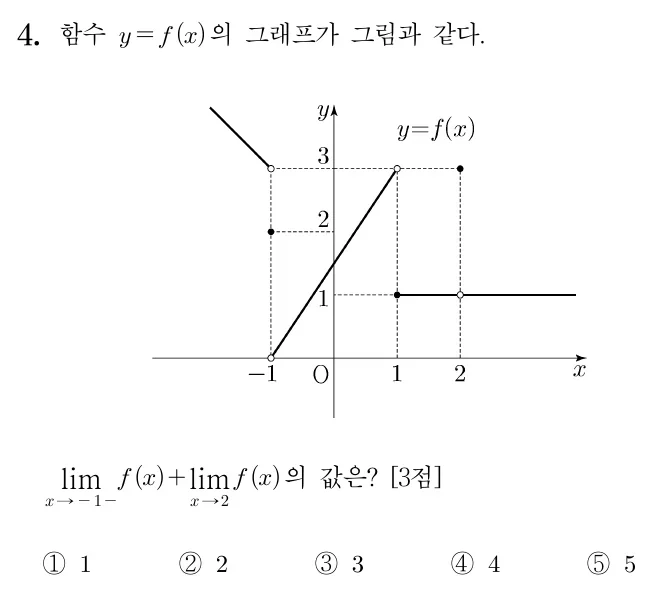 4. 함수 y=f(x)의 그래프가 그림과 같다.
y
y=f(x)
3
2
1
−1 O 1 2 x
lim f(x)+lim f(x)의 값은? [3점]
x→−1− x→2
① 1 ② 2 ③ 3 ④ 4 ⑤ 5